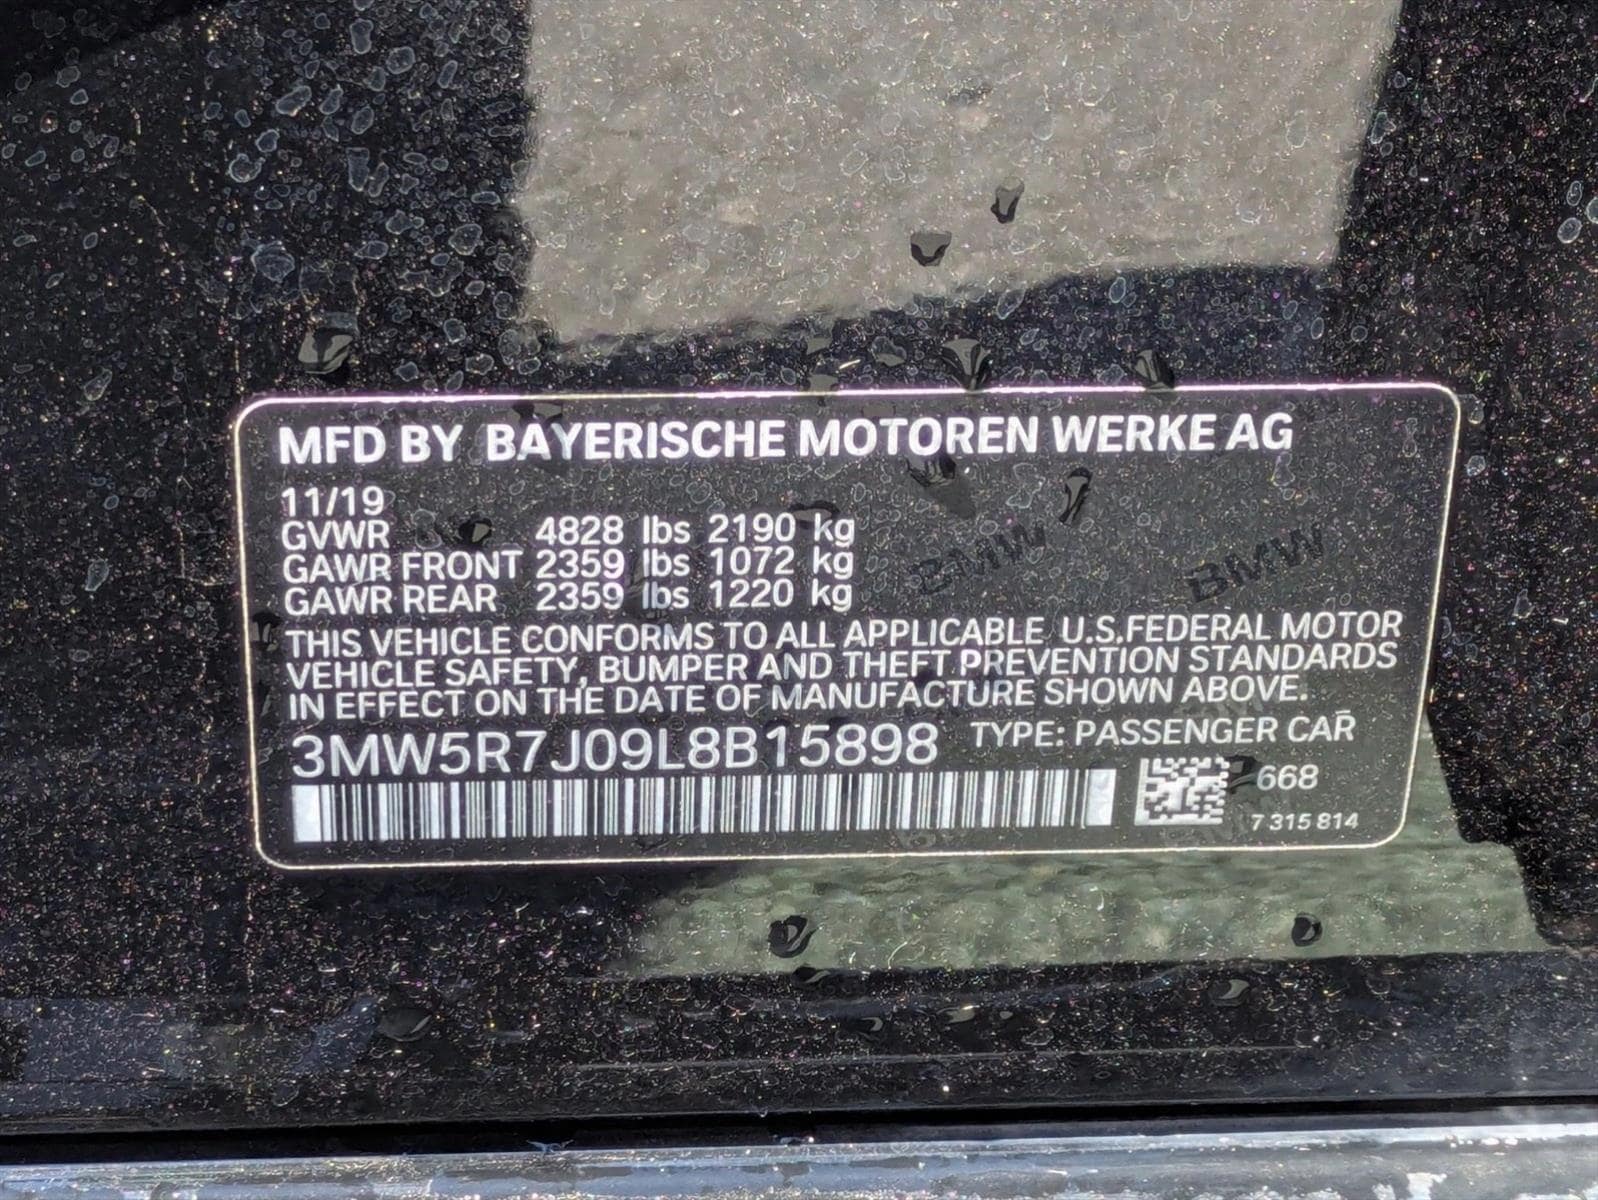 MFD BY BAYERISCHE MOTOREN WERKE AG
11/19
GVWR 4828 lbs 2190 kg
GAWR FRONT 2359 lbs 1072 kg
GAWR REAR 2359 lbs 1220 kg
THIS VEHICLE CONFORMS TO ALL APPLICABLE U.S.FEDERAL MOTOR
VEHICLE SAFETY, BUMPER AND THEFT PREVENTION STANDARDS
IN EFFECT ON THE DATE OF MANUFACTURE SHOWN ABOVE.
3MW5R7J09L8B15898 TYPE: PASSENGER CAR
668
7 315 814
BMW BMW